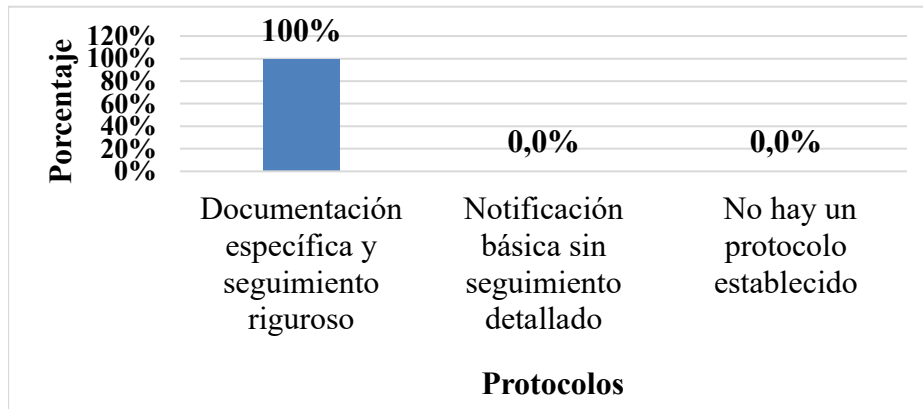 100%
Porcentaje
120%
100%
80%
60%
40%
20%
0%
0,0%
0,0%
Documentación
específica y
seguimiento
riguroso
Notificación
básica sin
seguimiento
detallado
No hay un
protocolo
establecido
Protocolos